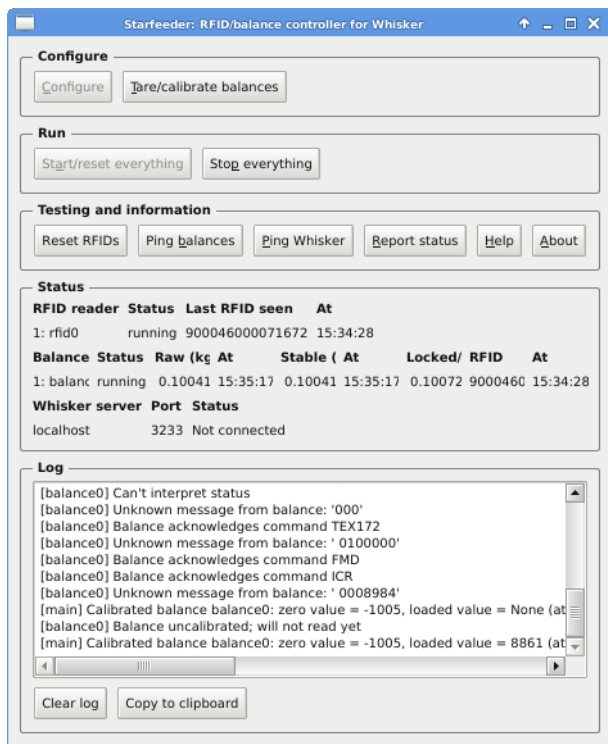 Starfeeder: RFID/balance controller for Whisker
Configure
Configure Tare/calibrate balances
Run
Start/reset everything Stop everything
Testing and information
Reset RFIDs Ping balances Ping Whisker Report status Help About
Status
RFID reader Status Last RFID seen At
1: rfid0 running 900046000071672 15:34:28
Balance Status Raw (kg At Stable ( At Locked/ RFID At
1: balanc running 0.10041 15:35:17 0.10041 15:35:17 0.10072 9000460 15:34:28
Whisker server Port Status
localhost 3233 Not connected
Log
[balance0] Can't interpret status
[balance0] Unknown message from balance: '000'
[balance0] Balance acknowledges command TEX172
[balance0] Unknown message from balance: ' 0100000'
[balance0] Balance acknowledges command FMD
[balance0] Balance acknowledges command ICR
[balance0] Unknown message from balance: ' 0008984'
[main] Calibrated balance balance0: zero value = -1005, loaded value = None (at
[balance0] Balance uncalibrated; will not read yet
[main] Calibrated balance balance0: zero value = -1005, loaded value = 8861 (at
Clear log Copy to clipboard